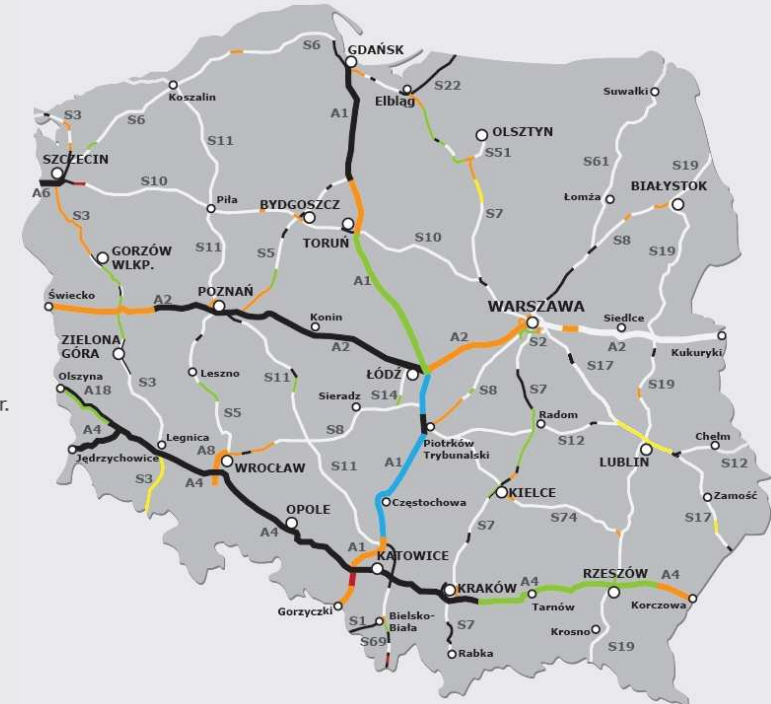 S6
GDAŃSK
S22
Elbląg
Suwałki
Koszalin
S3
S6
A1
OLSZTYN
S11
S51
S61
S19
SZCZECIN
A6
S10
Piła
BYDGOSZCZ
S7
Łomża
BIAŁYSTOK
S3
TORUŃ
S10
S8
GORZÓW
WLKP.
S11
S5
S19
Świecko
A2
POZNAŃ
A1
WARSZAWA
Konin
A2
Siedlce
S2
A2
Kukuryki
ZIELONA
GÓRA
A2
ŁÓDŹ
S17
Leszno
S11
S14
S8
S7
S19
Olszyna
r.
A18
S3
Sieradz
S5
Radom
Chełm
A4
Legnica
S8
Piotrków
Trybunalski
S12
Jędrzychowice
A8
WROCŁAW
LUBLIN
S12
S3
A4
S11
A1
Zamość
KIELCE
Częstochowa
S17
OPOLE
A4
S7
S74
A1
KATOWICE
KRAKÓW
A4
RZESZÓW
A4
Gorzyczki
Tarnów
Korczowa
S1
Bielsko-
Biała
S7
Krosno
S69
Rabka
S19